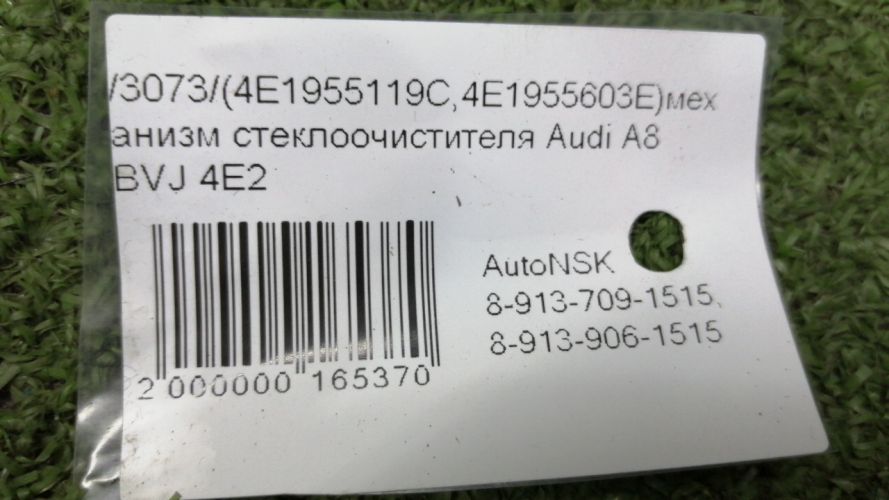 /3073/(4E1955119C,4E1955603E)мех
анизм стеклоочистителя Audi A8
BVJ 4E2
AutoNSK
8-913-709-1515,
8-913-906-1515
2 000000 165370